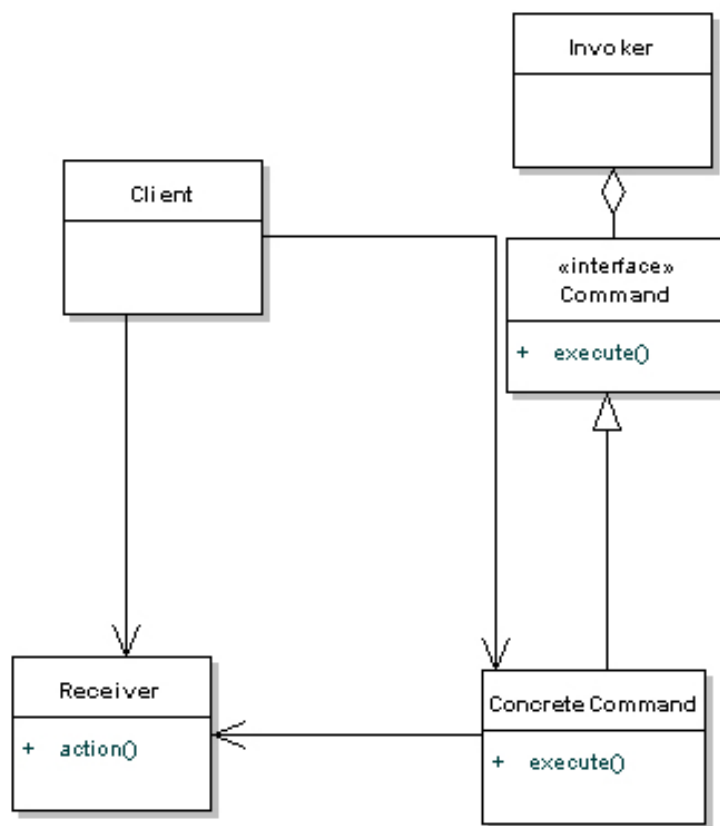 Invoker
Client
«interface»
Command
+ execute()
Receiver
+ action()
Concrete Command
+ execute()